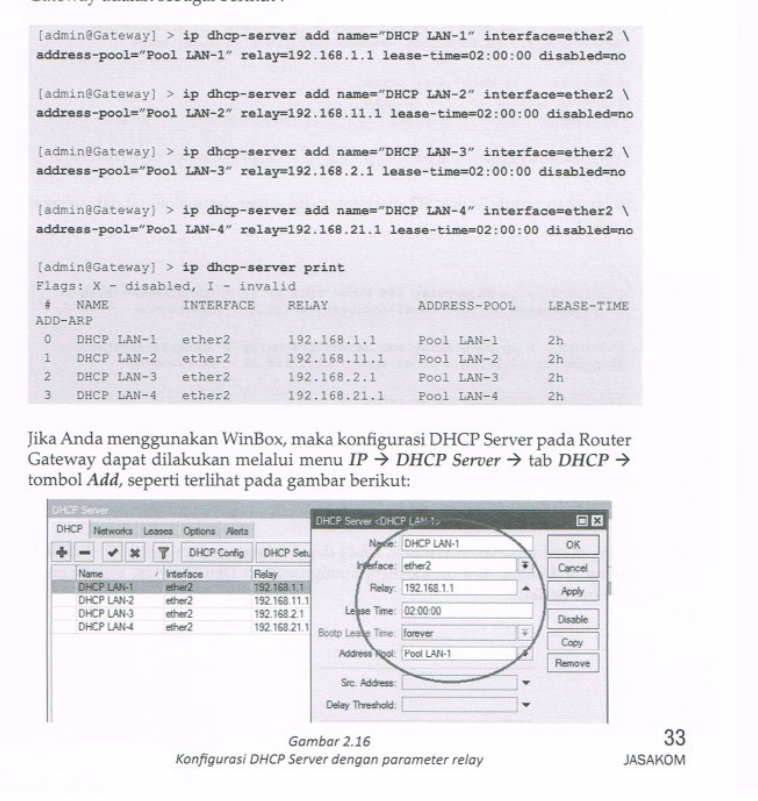 Gateway adalah sebagai berikut :
[admin@Gateway] > ip dhcp-server add name="DHCP LAN-1" interface=ether2 \
address-pool="Pool LAN-1" relay=192.168.1.1 lease-time=02:00:00 disabled=no
[admin@Gateway] > ip dhcp-server add name="DHCP LAN-2" interface=ether2 \
address-pool="Pool LAN-2" relay=192.168.11.1 lease-time=02:00:00 disabled=no
[admin@Gateway] > ip dhcp-server add name="DHCP LAN-3" interface=ether2 \
address-pool="Pool LAN-3" relay=192.168.2.1 lease-time=02:00:00 disabled=no
[admin@Gateway] > ip dhcp-server add name="DHCP LAN-4" interface=ether2 \
address-pool="Pool LAN-4" relay=192.168.21.1 lease-time=02:00:00 disabled=no
[admin@Gateway] > ip dhcp-server print
Flags: X - disabled, I - invalid
# NAME INTERFACE RELAY ADDRESS-POOL LEASE-TIME
ADD-ARP
0 DHCP LAN-1 ether2 192.168.1.1 Pool LAN-1 2h
1 DHCP LAN-2 ether2 192.168.11.1 Pool LAN-2 2h
2 DHCP LAN-3 ether2 192.168.2.1 Pool LAN-3 2h
3 DHCP LAN-4 ether2 192.168.21.1 Pool LAN-4 2h
Jika Anda menggunakan WinBox, maka konfigurasi DHCP Server pada Router
Gateway dapat dilakukan melalui menu IP → DHCP Server → tab DHCP →
tombol Add, seperti terlihat pada gambar berikut:
DHCP Server
DHCP Networks Leases Options Alerts
DHCP Config DHCP Setu
Name / Interface Relay
DHCP LAN-1 ether2 192.168.1.1
DHCP LAN-2 ether2 192.168.11.1
DHCP LAN-3 ether2 192.168.2.1
DHCP LAN-4 ether2 192.168.21.1
DHCP Server <DHCP LAN-1>
Name: DHCP LAN-1
Interface: ether2
Relay: 192.168.1.1
Lease Time: 02:00:00
Bootp Lease Time: forever
Address Pool: Pool LAN-1
Src. Address:
Delay Threshold:
OK
Cancel
Apply
Disable
Copy
Remove
Gambar 2.16
Konfigurasi DHCP Server dengan parameter relay
33
JASAKOM